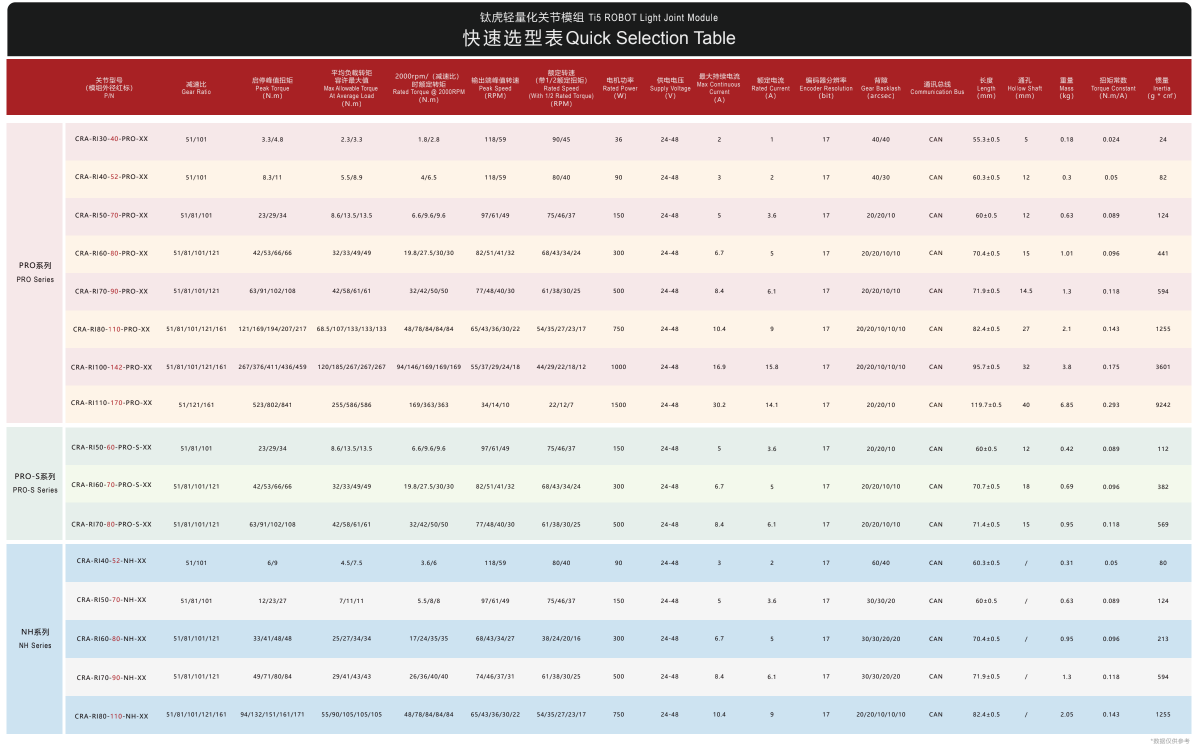 钛虎轻量化关节模组 Ti5 ROBOT Light Joint Module
快速选型表Quick Selection Table
关节型号 (模组外径红标) P/N
减速比 Gear Ratio
启停峰值扭矩 Peak Torque (N.m)
平均负载转矩 容许最大值 Max Allowable Torque At Average Load (N.m)
2000rpm/（减速比） 时额定转矩 Rated Torque @ 2000RPM (N.m)
输出端峰值转速 Peak Speed (RPM)
额定转速 (带1/2额定扭矩) Rated Speed (With 1/2 Rated Torque) (RPM)
电机功率 Rated Power (W)
供电电压 Supply Voltage (V)
最大持续电流 Max Continuous Current (A)
额定电流 Rated Current (A)
编码器分辨率 Encoder Resolution (bit)
背隙 Gear Backlash (arcsec)
通讯总线 Communication Bus
长度 Length (mm)
通孔 Hollow Shaft (mm)
重量 Mass (kg)
扭矩常数 Torque Constant (N.m/A)
惯量 Inertia (g * c㎡)
PRO系列
PRO Series
CRA-RI30-40-PRO-XX 51/101 3.3/4.8 2.3/3.3 1.8/2.8 118/59 90/45 36 24-48 2 1 17 40/40 CAN 55.3±0.5 5 0.18 0.024 24
CRA-RI40-52-PRO-XX 51/101 8.3/11 5.5/8.9 4/6.5 118/59 80/40 90 24-48 3 2 17 40/30 CAN 60.3±0.5 12 0.3 0.05 82
CRA-RI50-70-PRO-XX 51/81/101 23/29/34 8.6/13.5/13.5 6.6/9.6/9.6 97/61/49 75/46/37 150 24-48 5 3.6 17 20/20/10 CAN 60±0.5 12 0.63 0.089 124
CRA-RI60-80-PRO-XX 51/81/101/121 42/53/66/66 32/33/49/49 19.8/27.5/30/30 82/51/41/32 68/43/34/24 300 24-48 6.7 5 17 20/20/10/10 CAN 70.4±0.5 15 1.01 0.096 441
CRA-RI70-90-PRO-XX 51/81/101/121 63/91/102/108 42/58/61/61 32/42/50/50 77/48/40/30 61/38/30/25 500 24-48 8.4 6.1 17 20/20/10/10 CAN 71.9±0.5 14.5 1.3 0.118 594
CRA-RI80-110-PRO-XX 51/81/101/121/161 121/169/194/207/217 68.5/107/133/133/133 48/78/84/84/84 65/43/36/30/22 54/35/27/23/17 750 24-48 10.4 9 17 20/20/10/10/10 CAN 82.4±0.5 27 2.1 0.143 1255
CRA-RI100-142-PRO-XX 51/81/101/121/161 267/376/411/436/459 120/185/267/267/267 94/146/169/169/169 55/37/29/24/18 44/29/22/18/12 1000 24-48 16.9 15.8 17 20/20/10/10/10 CAN 95.7±0.5 32 3.8 0.175 3601
CRA-RI110-170-PRO-XX 51/121/161 523/802/841 255/586/586 169/363/363 34/14/10 22/12/7 1500 24-48 30.2 14.1 17 20/20/10 CAN 119.7±0.5 40 6.85 0.293 9242
PRO-S系列
PRO-S Series
CRA-RI50-60-PRO-S-XX 51/81/101 23/29/34 8.6/13.5/13.5 6.6/9.6/9.6 97/61/49 75/46/37 150 24-48 5 3.6 17 20/20/10 CAN 60±0.5 12 0.42 0.089 112
CRA-RI60-70-PRO-S-XX 51/81/101/121 42/53/66/66 32/33/49/49 19.8/27.5/30/30 82/51/41/32 68/43/34/24 300 24-48 6.7 5 17 20/20/10/10 CAN 70.7±0.5 18 0.69 0.096 382
CRA-RI70-80-PRO-S-XX 51/81/101/121 63/91/102/108 42/58/61/61 32/42/50/50 77/48/40/30 61/38/30/25 500 24-48 8.4 6.1 17 20/20/10/10 CAN 71.4±0.5 15 0.95 0.118 569
NH系列
NH Series
CRA-RI40-52-NH-XX 51/101 6/9 4.5/7.5 3.6/6 118/59 80/40 90 24-48 3 2 17 60/40 CAN 60.3±0.5 / 0.31 0.05 80
CRA-RI50-70-NH-XX 51/81/101 12/23/27 7/11/11 5.5/8/8 97/61/49 75/46/37 150 24-48 5 3.6 17 30/30/20 CAN 60±0.5 / 0.63 0.089 124
CRA-RI60-80-NH-XX 51/81/101/121 33/41/48/48 25/27/34/34 17/24/35/35 68/43/34/27 38/24/20/16 300 24-48 6.7 5 17 30/30/20/20 CAN 70.4±0.5 / 0.95 0.096 213
CRA-RI70-90-NH-XX 51/81/101/121 49/71/80/84 29/41/43/43 26/36/40/40 74/46/37/31 61/38/30/25 500 24-48 8.4 6.1 17 30/30/20/20 CAN 71.9±0.5 / 1.3 0.118 594
CRA-RI80-110-NH-XX 51/81/101/121/161 94/132/151/161/171 55/90/105/105/105 48/78/84/84/84 65/43/36/30/22 54/35/27/23/17 750 24-48 10.4 9 17 20/20/10/10/10 CAN 82.4±0.5 / 2.05 0.143 1255
*数据仅供参考